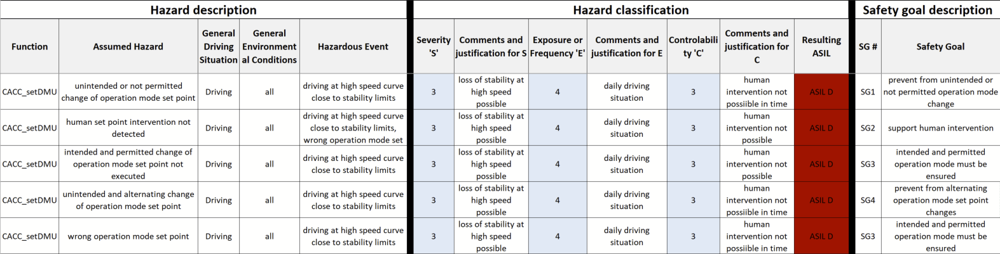 Hazard description
Hazard classification
Safety goal description
Function
Assumed Hazard
General
Driving
Situation
General
Environment
al Conditions
Hazardous Event
Severity
'S'
Comments and
justification for S
Exposure or
Frequency 'E'
Comments and
justification for E
Controlabili
ty 'C'
Comments and
justification for
C
Resulting
ASIL
SG #
Safety Goal
CACC_setDMU
unintended or not permitted
change of operation mode set point
Driving
all
driving at high speed curve
close to stability limits
3
loss of stability at
high speed
possible
4
daily driving
situation
3
human
intervention not
possiible in time
ASIL D
SG1
prevent from unintended or
not permitted operation mode
change
CACC_setDMU
human set point intervention not
detected
Driving
all
driving at high speed curve
close to stability limits,
wrong operation mode set
3
loss of stability at
high speed
possible
4
daily driving
situation
3
human
intervention not
possible
ASIL D
SG2
support human intervention
CACC_setDMU
intended and permitted change of
operation mode set point not
executed
Driving
all
driving at high speed curve
close to stability limits
3
loss of stability at
high speed
possible
4
daily driving
situation
3
human
intervention not
possible
ASIL D
SG3
intended and permitted
operation mode must be
ensured
CACC_setDMU
unintended and alternating change
of operation mode set point
Driving
all
driving at high speed curve
close to stability limits
3
loss of stability at
high speed
possible
4
daily driving
situation
3
human
intervention not
possiible in time
ASIL D
SG4
prevent from alternating
operation mode set point
changes
CACC_setDMU
wrong operation mode set point
Driving
all
driving at high speed curve
close to stability limits
3
loss of stability at
high speed
possible
4
daily driving
situation
3
human
intervention not
possiible in time
ASIL D
SG3
intended and permitted
operation mode must be
ensured